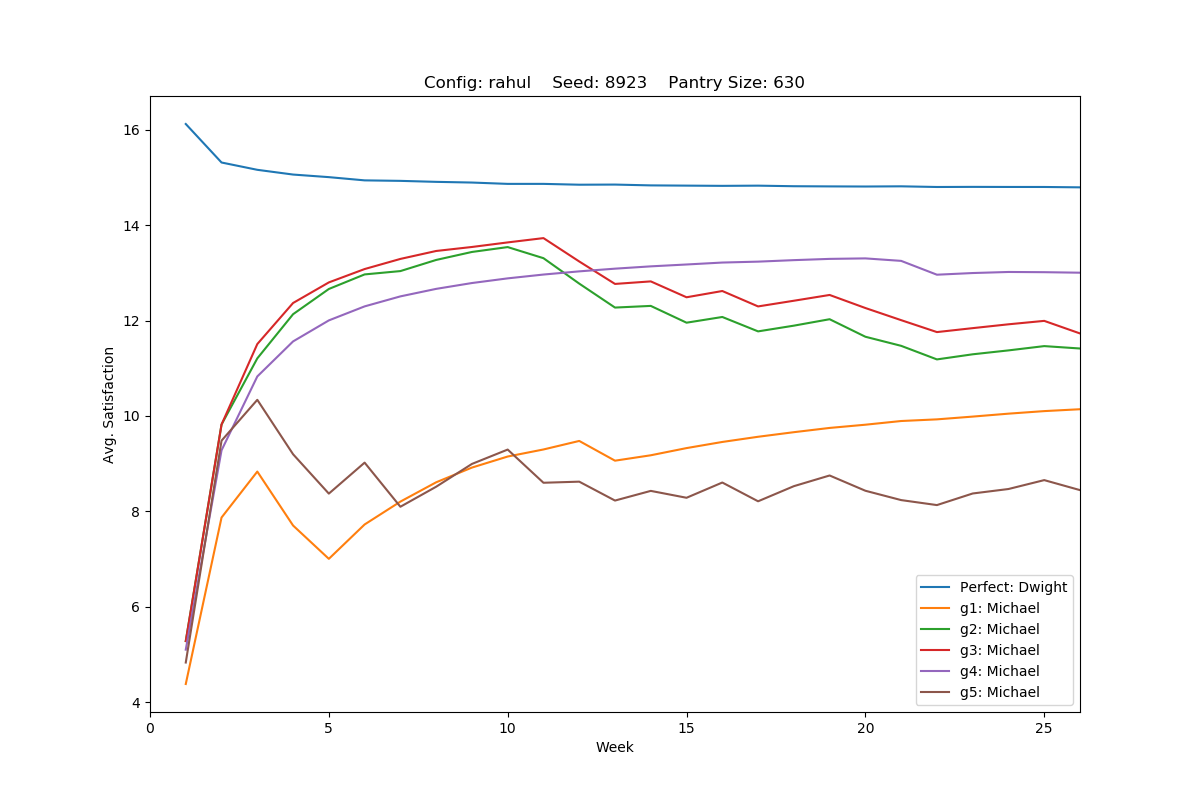 Config: rahul    Seed: 8923    Pantry Size: 630
16
14
12
10
8
6
4
Avg. Satisfaction
0 5 10 15 20 25
Week
Perfect: Dwight
g1: Michael
g2: Michael
g3: Michael
g4: Michael
g5: Michael